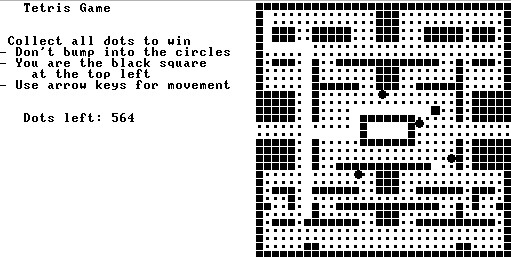 Tetris Game
Collect all dots to win
- Don't bump into the circles
- You are the black square
at the top left
- Use arrow keys for movement
Dots left: 564